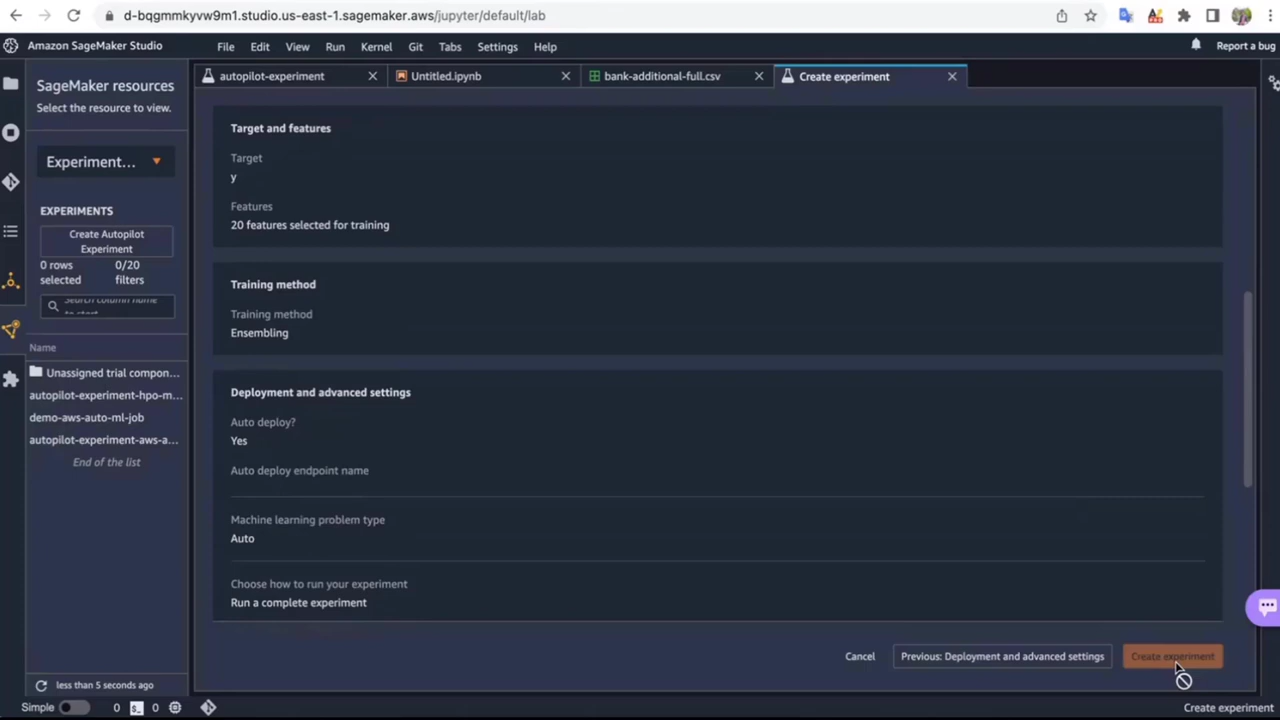 d-bqgmmkyvw9m1.studio.us-east-1.sagemaker.aws/jupyter/default/lab
Amazon SageMaker Studio File Edit View Run Kernel Git Tabs Settings Help Report a bug
autopilot-experiment Untitled.ipynb bank-additional-full.csv Create experiment
SageMaker resources
Select the resource to view.
Experiment...
EXPERIMENTS
Create Autopilot
Experiment
0 rows 0/20
selected filters
Search column name
to start
Name
Unassigned trial compon...
autopilot-experiment-hpo-m...
demo-aws-auto-ml-job
autopilot-experiment-aws-a...
End of the list
less than 5 seconds ago
Target and features
Target
y
Features
20 features selected for training
Training method
Training method
Ensembling
Deployment and advanced settings
Auto deploy?
Yes
Auto deploy endpoint name
Machine learning problem type
Auto
Choose how to run your experiment
Run a complete experiment
Cancel Previous: Deployment and advanced settings Create experiment
Simple 0 $_ 0 Create experiment